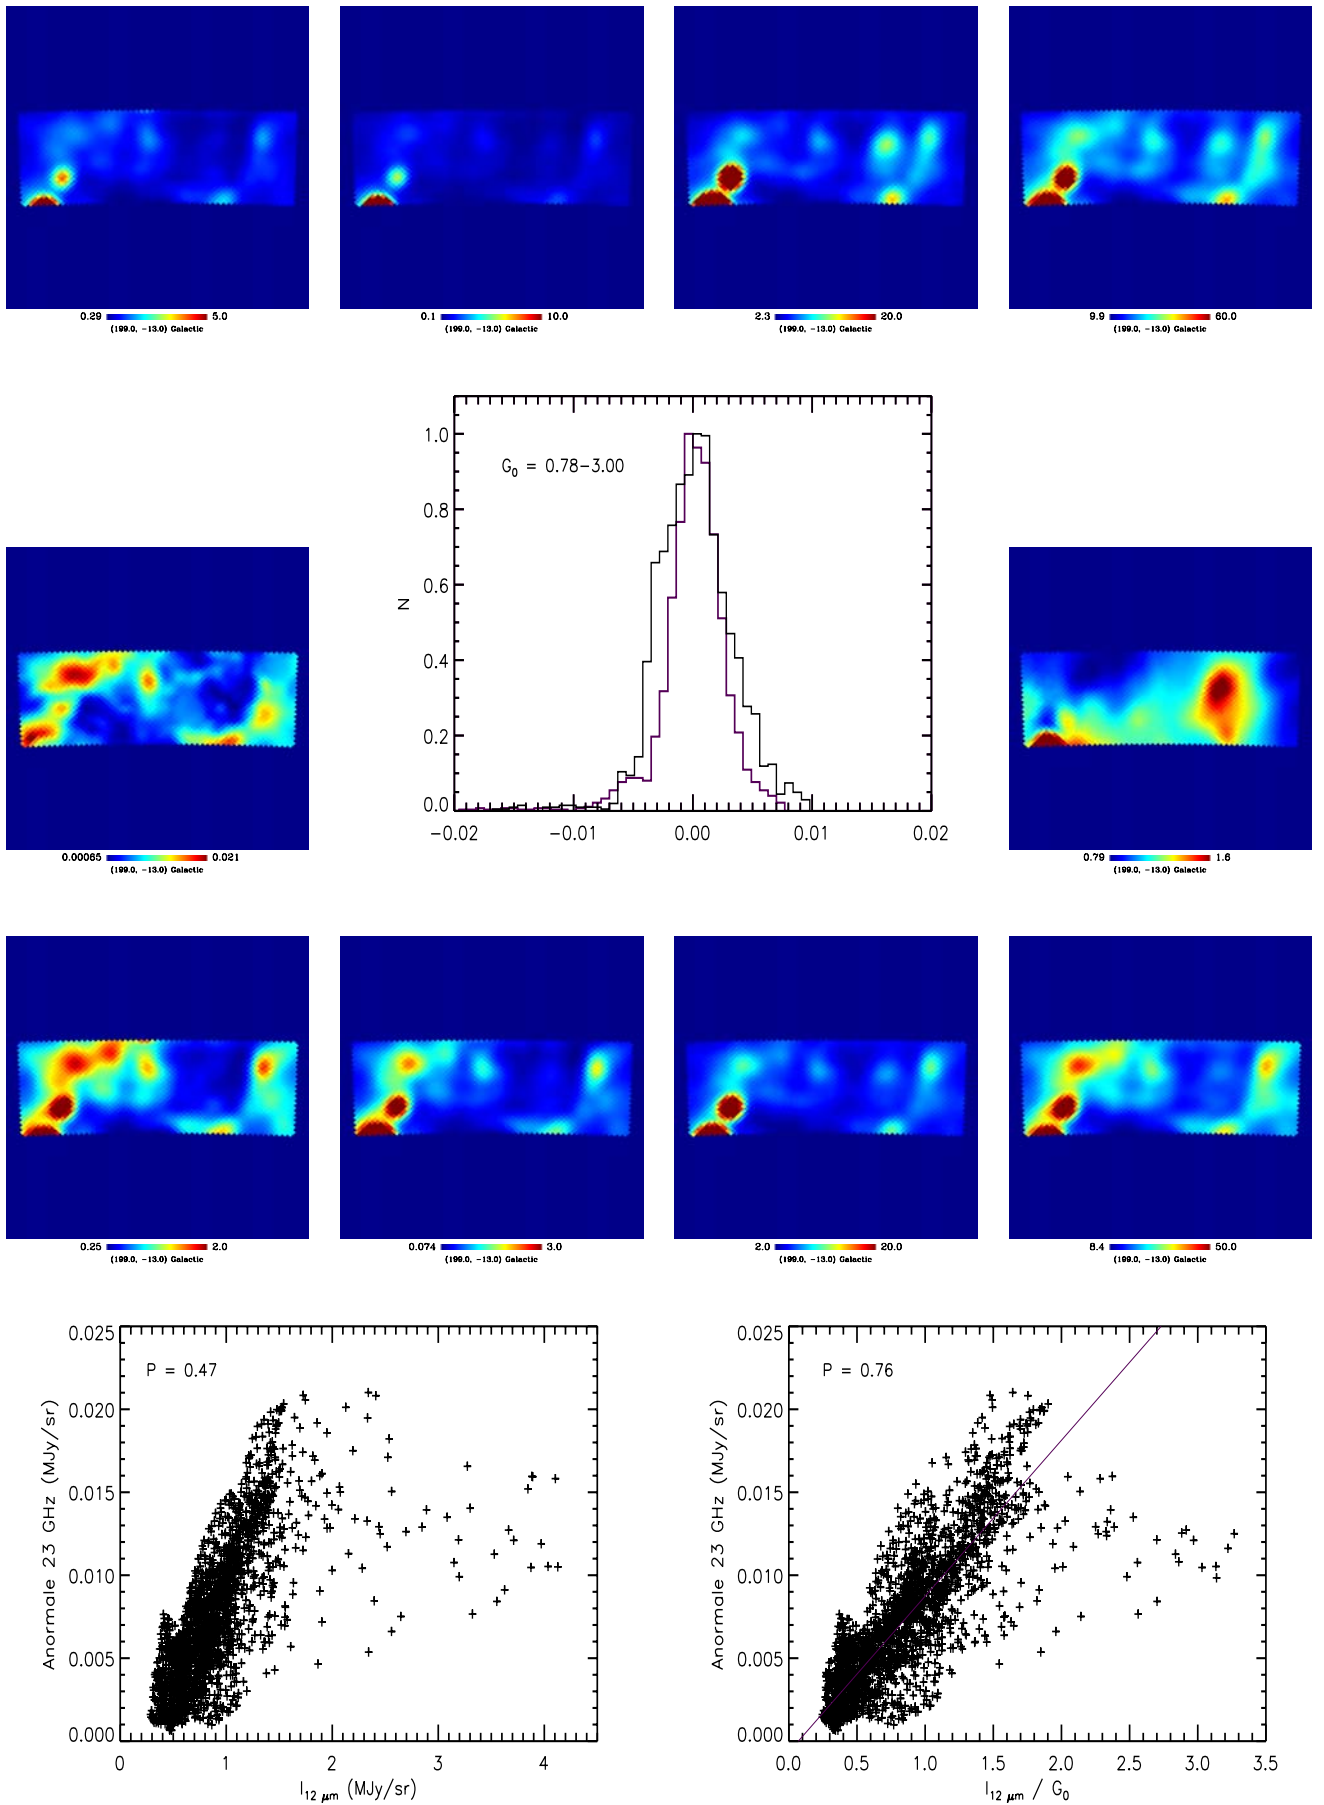 0.29 5.0
(199.0, -13.0) Galactic
0.1 10.0
(199.0, -13.0) Galactic
2.3 20.0
(199.0, -13.0) Galactic
9.9 60.0
(199.0, -13.0) Galactic
G0 = 0.78-3.00
N
1.0
0.8
0.6
0.4
0.2
0.0
-0.02 -0.01 0.00 0.01 0.02
0.00065 0.021
(199.0, -13.0) Galactic
0.79 1.6
(199.0, -13.0) Galactic
0.25 2.0
(199.0, -13.0) Galactic
0.074 3.0
(199.0, -13.0) Galactic
2.0 20.0
(199.0, -13.0) Galactic
8.4 50.0
(199.0, -13.0) Galactic
P = 0.47
Anormale 23 GHz (MJy/sr)
0.025
0.020
0.015
0.010
0.005
0.000
0 1 2 3 4
I12 μm (MJy/sr)
P = 0.76
Anormale 23 GHz (MJy/sr)
0.025
0.020
0.015
0.010
0.005
0.000
0.0 0.5 1.0 1.5 2.0 2.5 3.0 3.5
I12 μm / G0